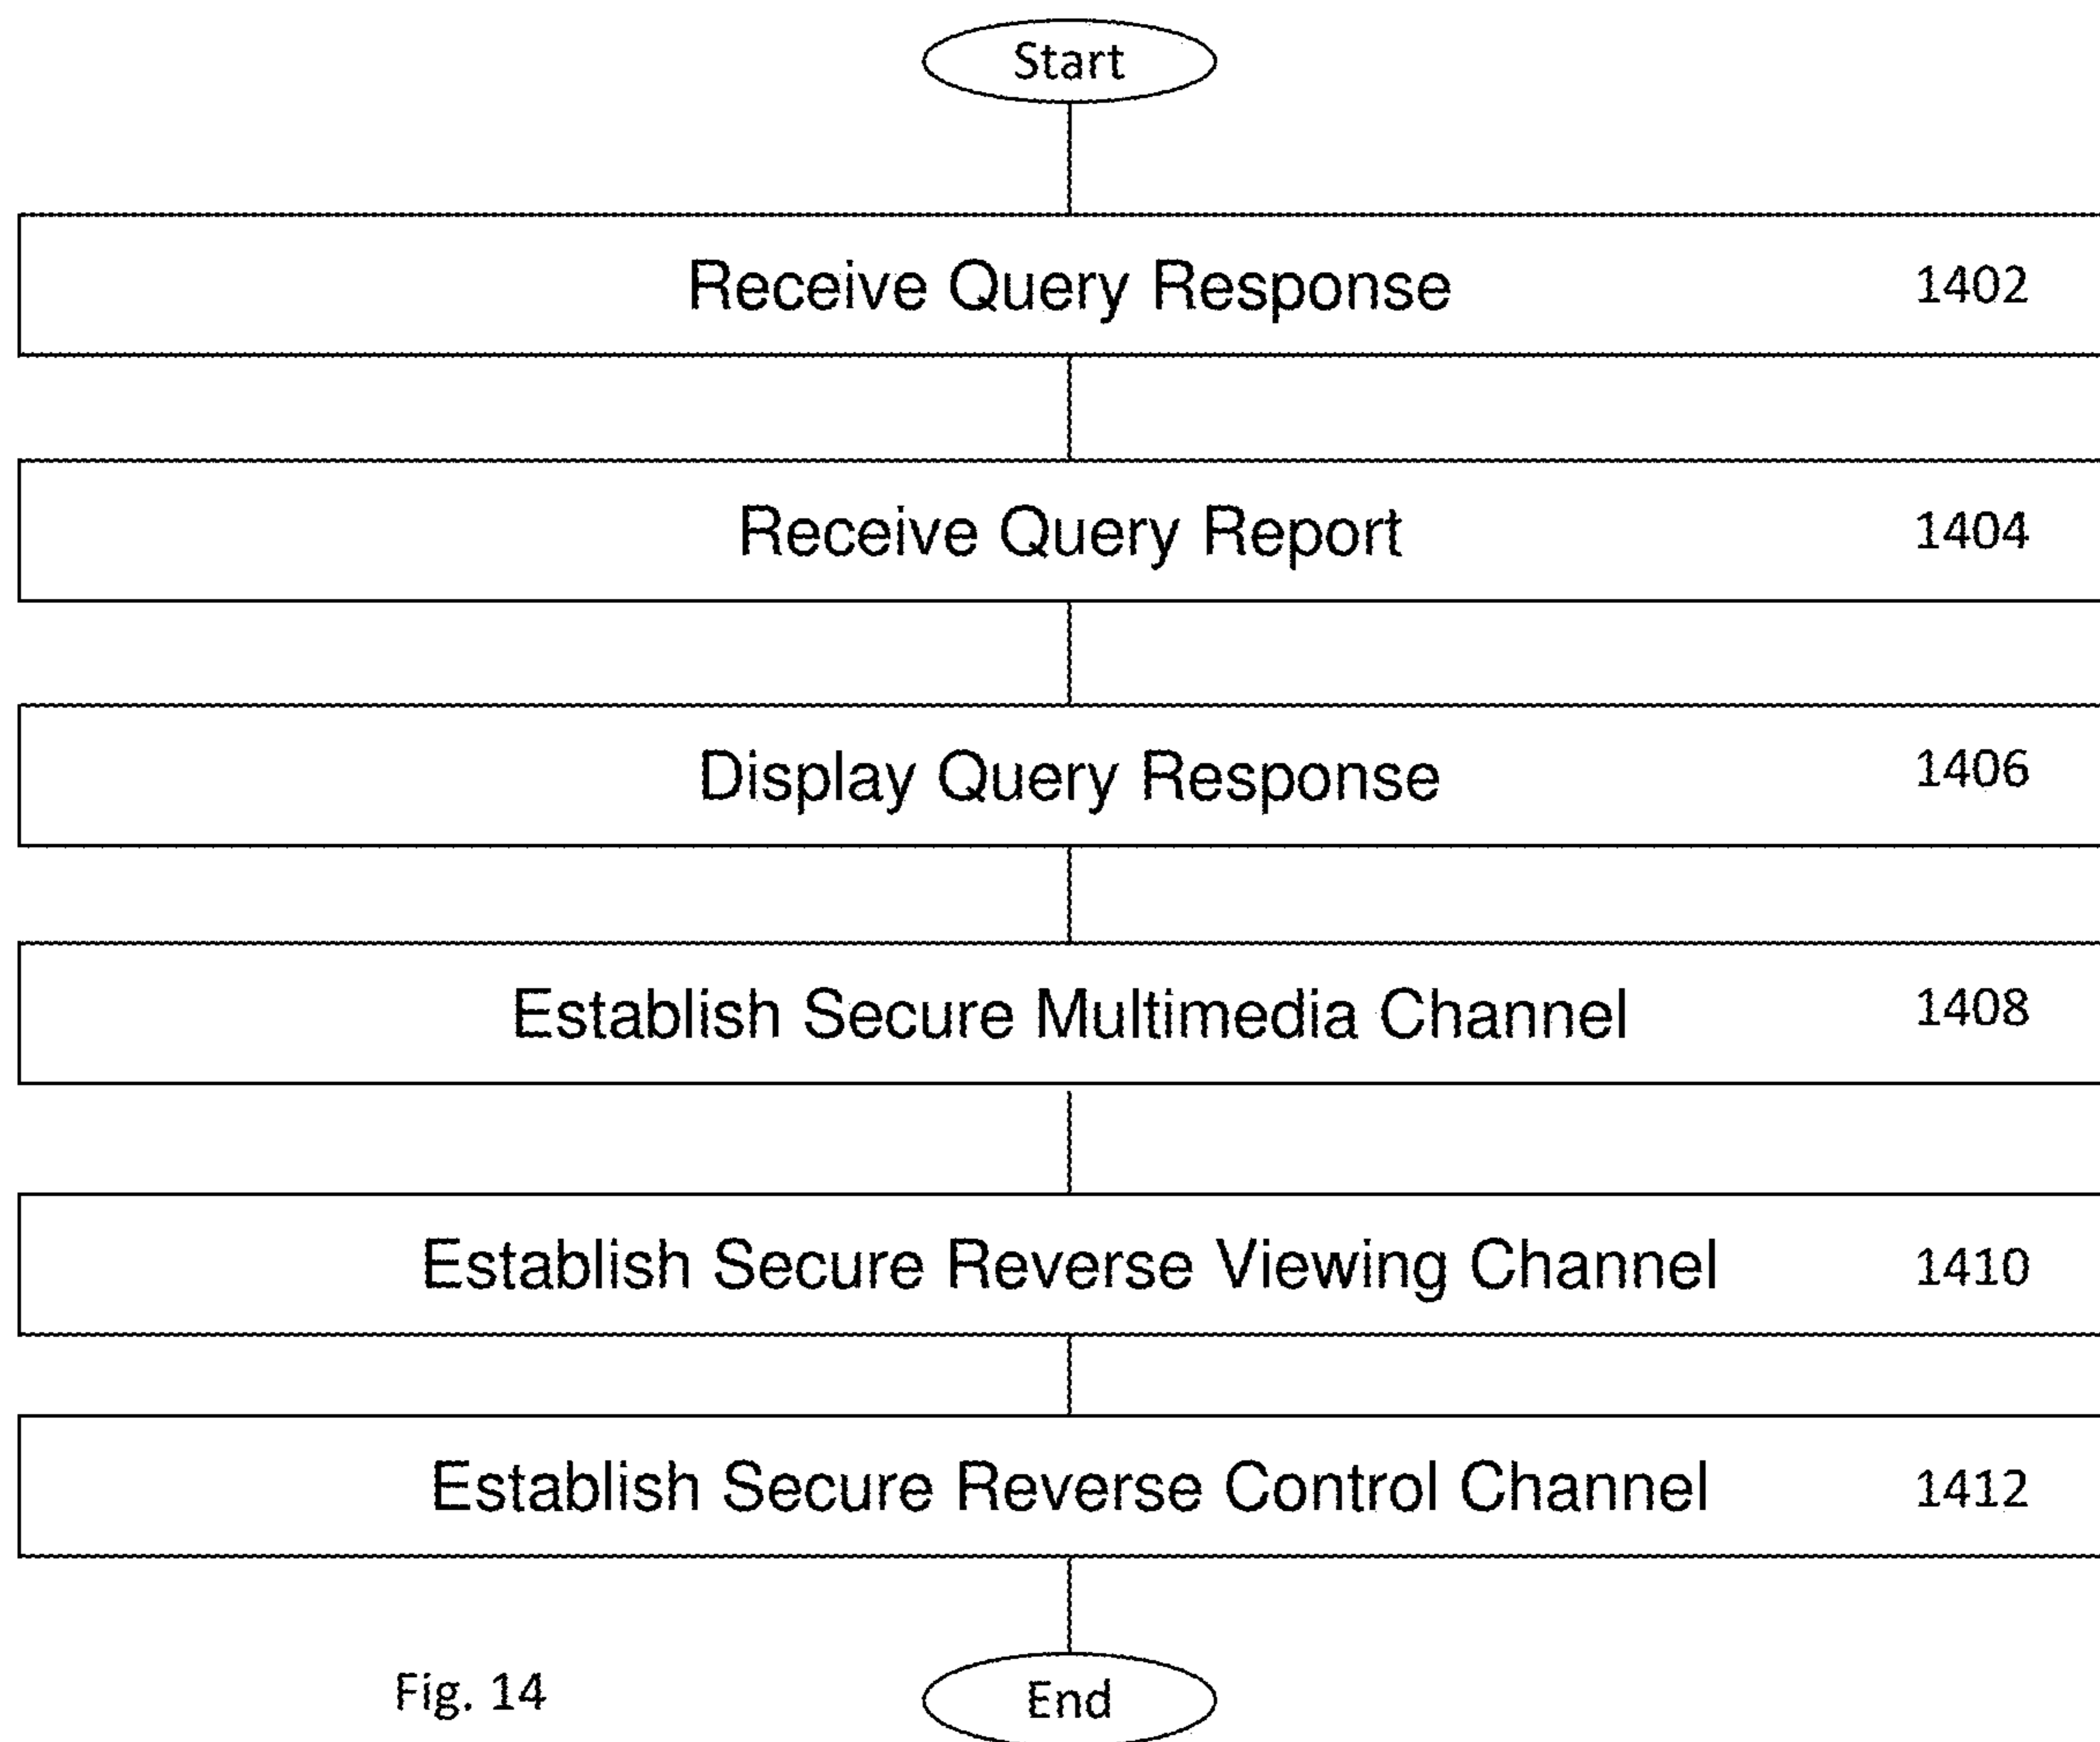 Start
Receive Query Response 1402
Receive Query Report 1404
Display Query Response 1406
Establish Secure Multimedia Channel 1408
Establish Secure Reverse Viewing Channel 1410
Establish Secure Reverse Control Channel 1412
Fig. 14
End